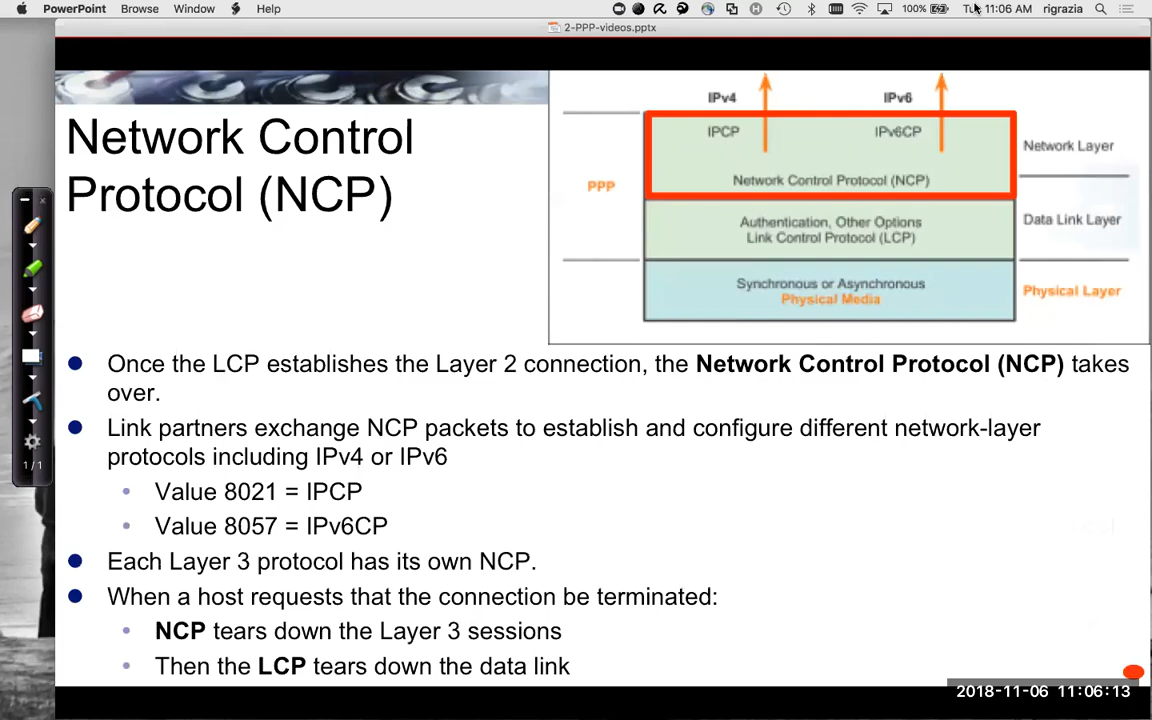 PowerPoint Browse Window Help 100% Tue 11:06 AM rigrazia
2-PPP-videos.pptx
Network Control
Protocol (NCP)
IPv4 IPv6
IPCP IPv6CP
Network Control Protocol (NCP)
PPP
Authentication, Other Options
Link Control Protocol (LCP)
Synchronous or Asynchronous
Physical Media
Network Layer
Data Link Layer
Physical Layer
Once the LCP establishes the Layer 2 connection, the Network Control Protocol (NCP) takes
over.
Link partners exchange NCP packets to establish and configure different network-layer
protocols including IPv4 or IPv6
Value 8021 = IPCP
Value 8057 = IPv6CP
Each Layer 3 protocol has its own NCP.
When a host requests that the connection be terminated:
NCP tears down the Layer 3 sessions
Then the LCP tears down the data link
1/1
2018-11-06 11:06:13